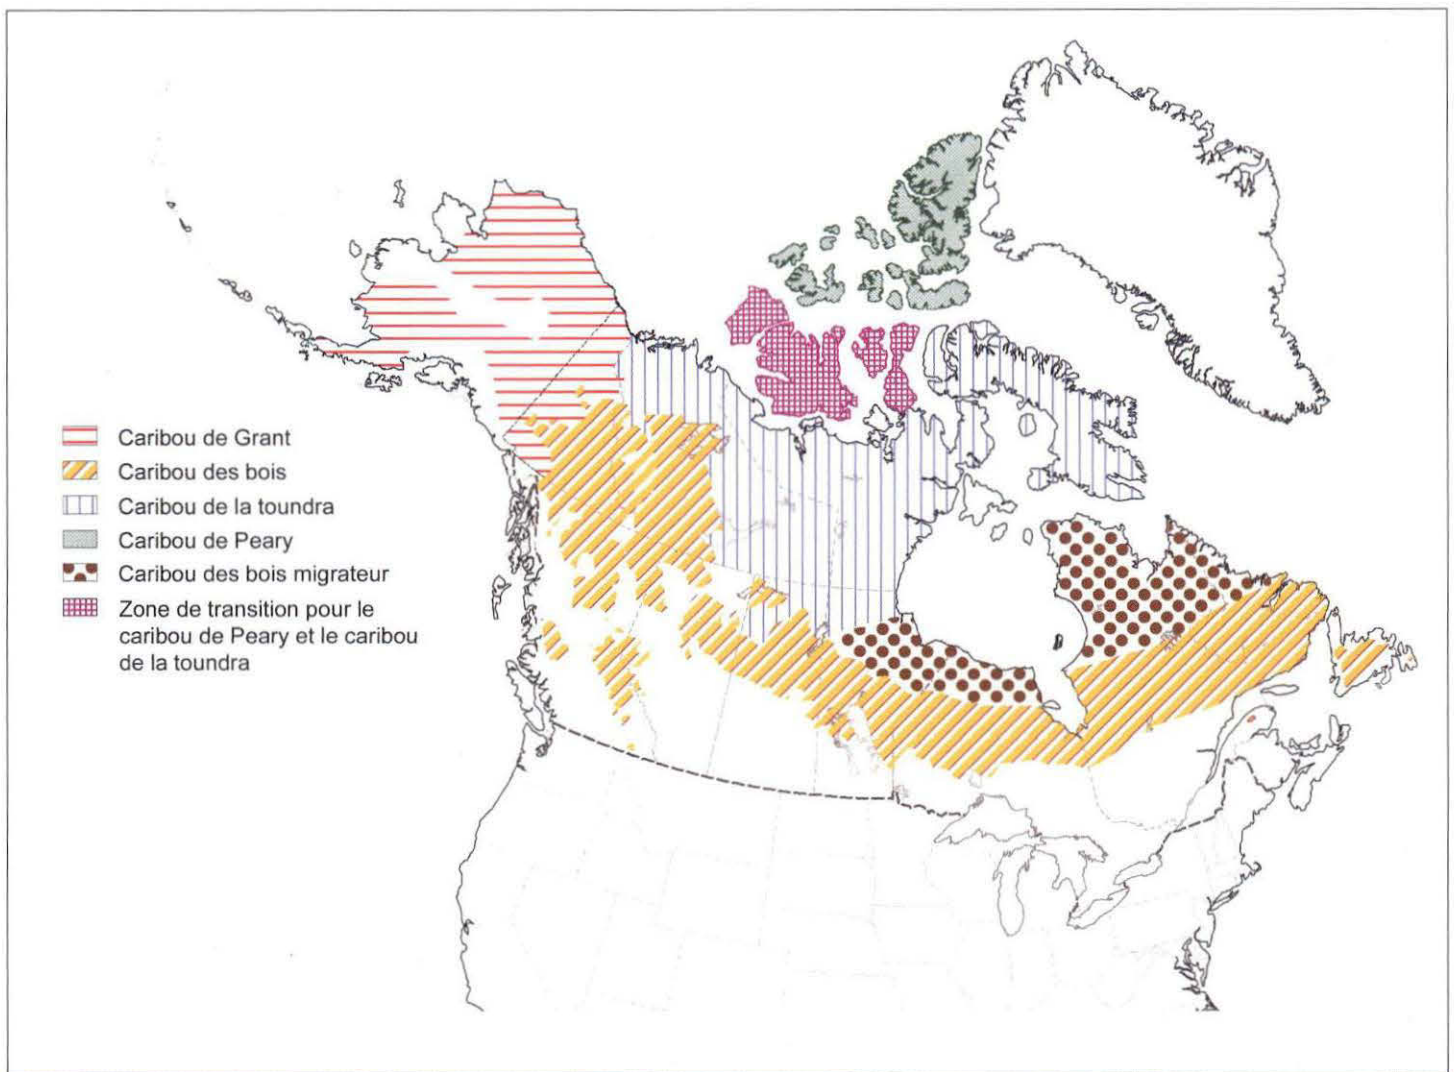 Caribou de Grant
Caribou des bois
Caribou de la toundra
Caribou de Peary
Caribou des bois migrateur
Zone de transition pour le
caribou de Peary et le caribou
de la toundra